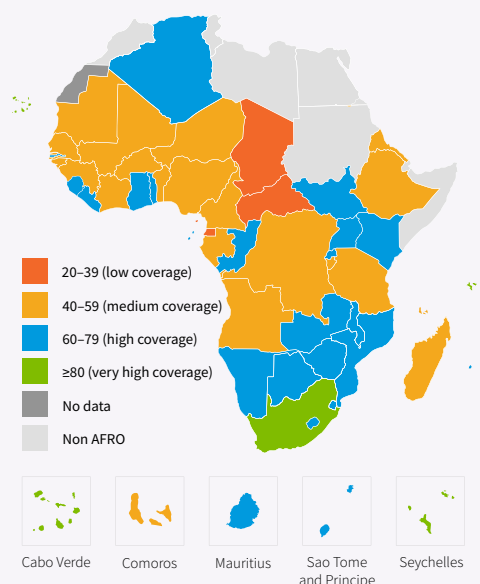 20–39 (low coverage)
40–59 (medium coverage)
60–79 (high coverage)
≥80 (very high coverage)
No data
Non AFRO
Cabo Verde
Comoros
Mauritius
Sao Tome
and Principe
Seychelles